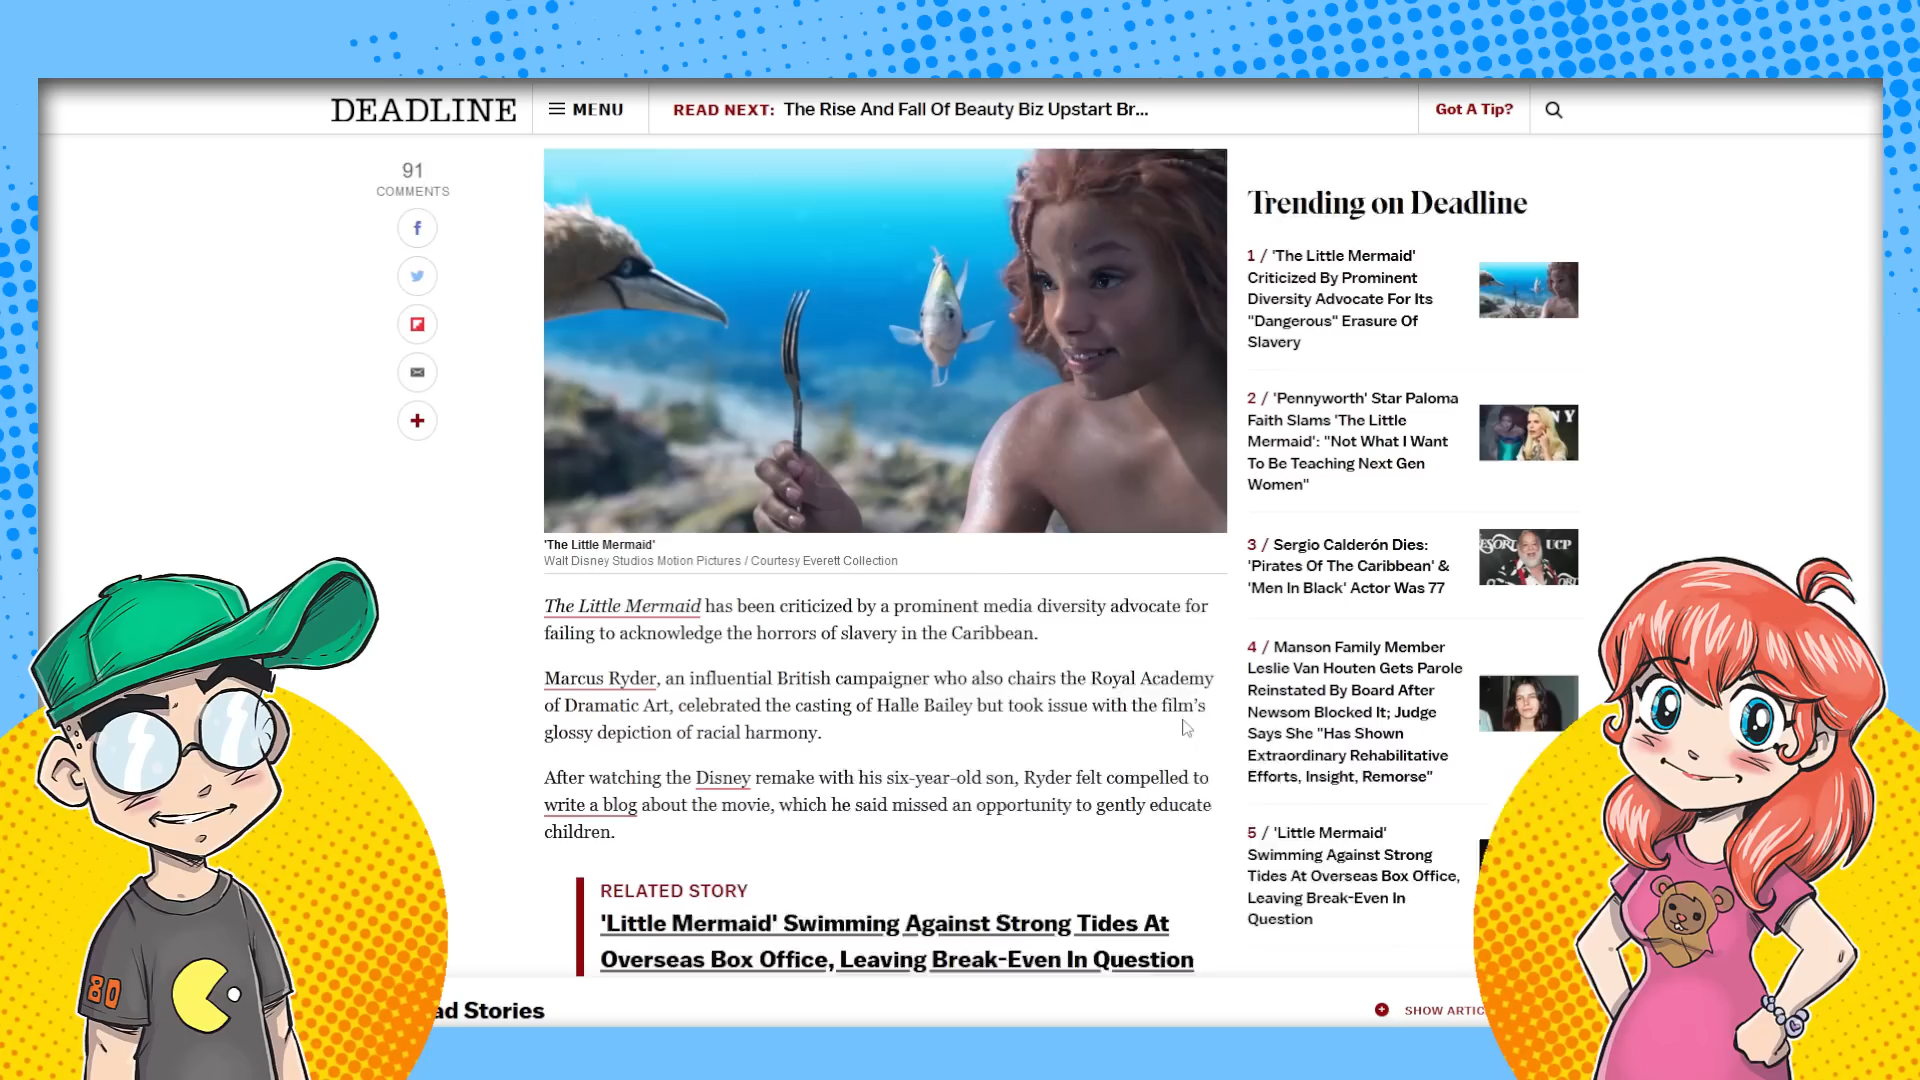 DEADLINE
MENU
READ NEXT: The Rise And Fall Of Beauty Biz Upstart Br...
Got A Tip?
91
COMMENTS
'The Little Mermaid'
Walt Disney Studios Motion Pictures / Courtesy Everett Collection
The Little Mermaid has been criticized by a prominent media diversity advocate for
failing to acknowledge the horrors of slavery in the Caribbean.
Marcus Ryder, an influential British campaigner who also chairs the Royal Academy
of Dramatic Art, celebrated the casting of Halle Bailey but took issue with the film's
glossy depiction of racial harmony.
After watching the Disney remake with his six-year-old son, Ryder felt compelled to
write a blog about the movie, which he said missed an opportunity to gently educate
children.
RELATED STORY
'Little Mermaid' Swimming Against Strong Tides At
Overseas Box Office, Leaving Break-Even In Question
Trending on Deadline
1 / 'The Little Mermaid'
Criticized By Prominent
Diversity Advocate For Its
"Dangerous" Erasure Of
Slavery
2 / 'Pennyworth' Star Paloma
Faith Slams 'The Little
Mermaid': "Not What I Want
To Be Teaching Next Gen
Women"
3 / Sergio Calderón Dies:
'Pirates Of The Caribbean' &
'Men In Black' Actor Was 77
UCP
4 / Manson Family Member
Leslie Van Houten Gets Parole
Reinstated By Board After
Newsom Blocked It; Judge
Says She "Has Shown
Extraordinary Rehabilitative
Efforts, Insight, Remorse"
5 / 'Little Mermaid'
Swimming Against Strong
Tides At Overseas Box Office,
Leaving Break-Even In
Question
ad Stories
SHOW ARTIC
80